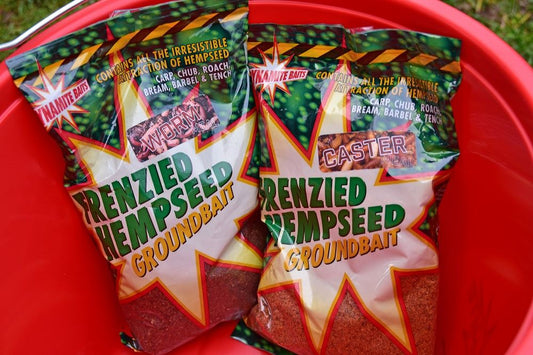 DYNAMITE BAITS
CONTAINS ALL THE IRRESISTIBLE
ATTRACTION OF HEMPSEED
CARP, CHUB, ROACH,
BREAM, BARBEL & TENCH
WORM
FRENZIED
HEMPSEED
GROUNDBAIT
DYNAMITE BAITS
CONTAINS ALL THE IRRESISTIBLE
ATTRACTION OF HEMPSEED
CARP, CHUB, ROACH,
BREAM, BARBEL & TENCH
CASTER
FRENZIED
HEMPSEED
GROUNDBAIT